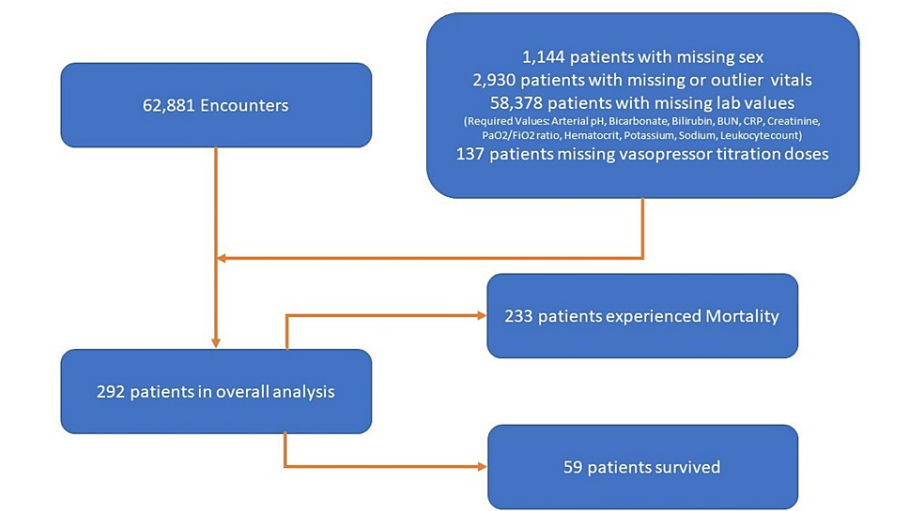 62,881 Encounters
1,144 patients with missing sex
2,930 patients with missing or outlier vitals
58,378 patients with missing lab values
(Required Values: Arterial pH, Bicarbonate, Bilirubin, BUN, CRP, Creatinine,
PaO2/FiO2 ratio, Hematocrit, Potassium, Sodium, Leukocyte count)
137 patients missing vasopressor titration doses
233 patients experienced Mortality
292 patients in overall analysis
59 patients survived